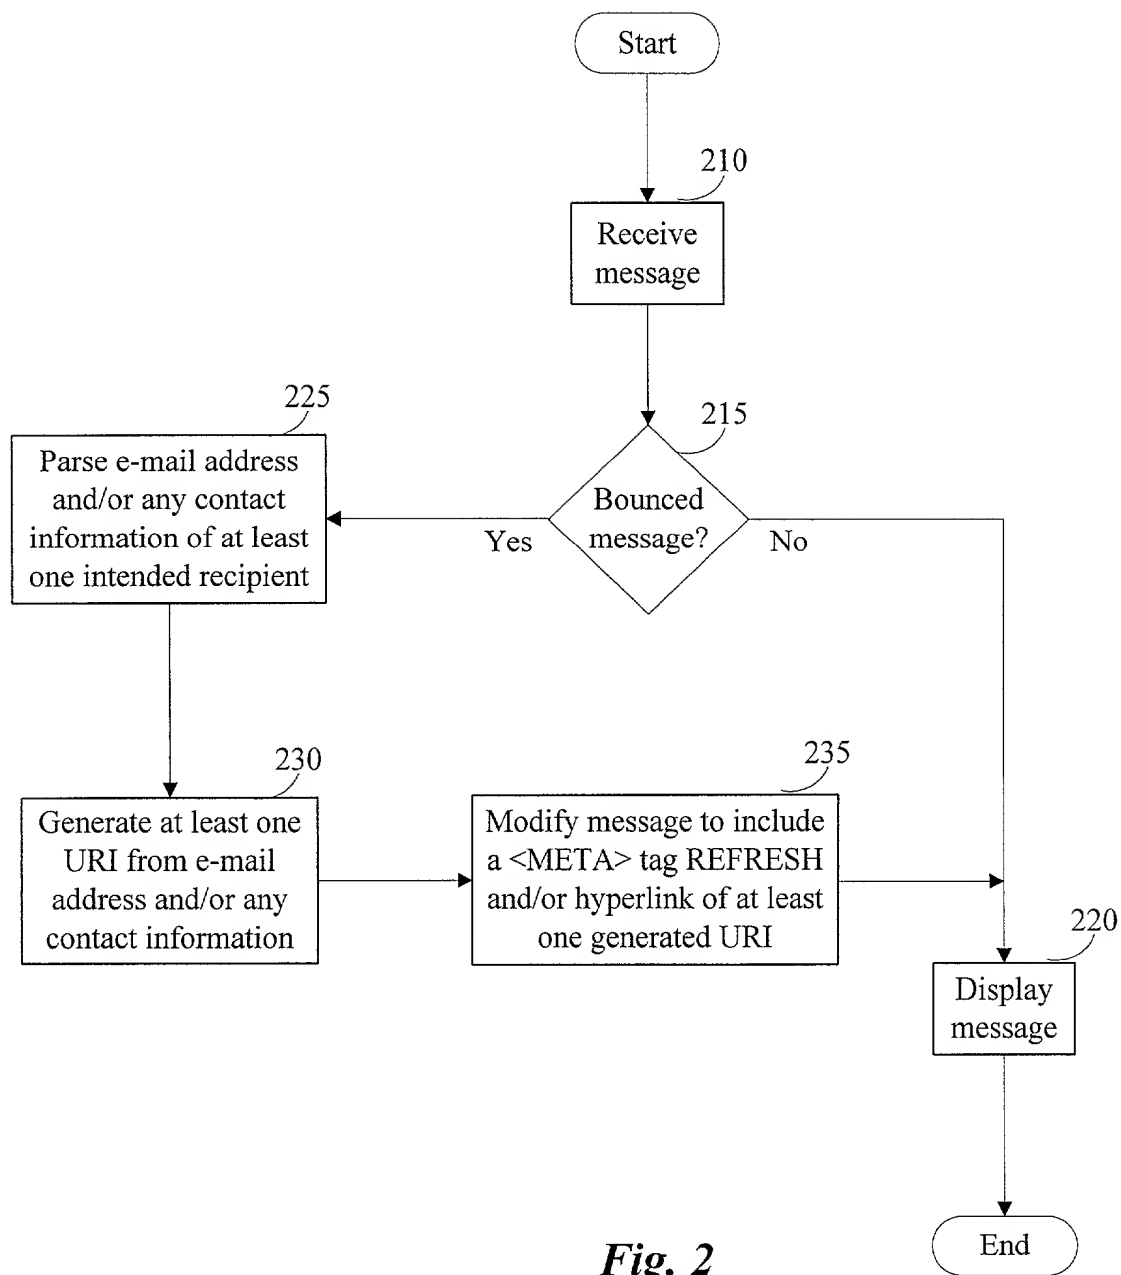 Start
210
Receive
message
225
215
Parse e-mail address
and/or any contact
information of at least
one intended recipient
Bounced
message?
Yes
No
230
235
Generate at least one
URI from e-mail
address and/or any
contact information
Modify message to include
a <META> tag REFRESH
and/or hyperlink of at least
one generated URI
220
Display
message
End
Fig. 2